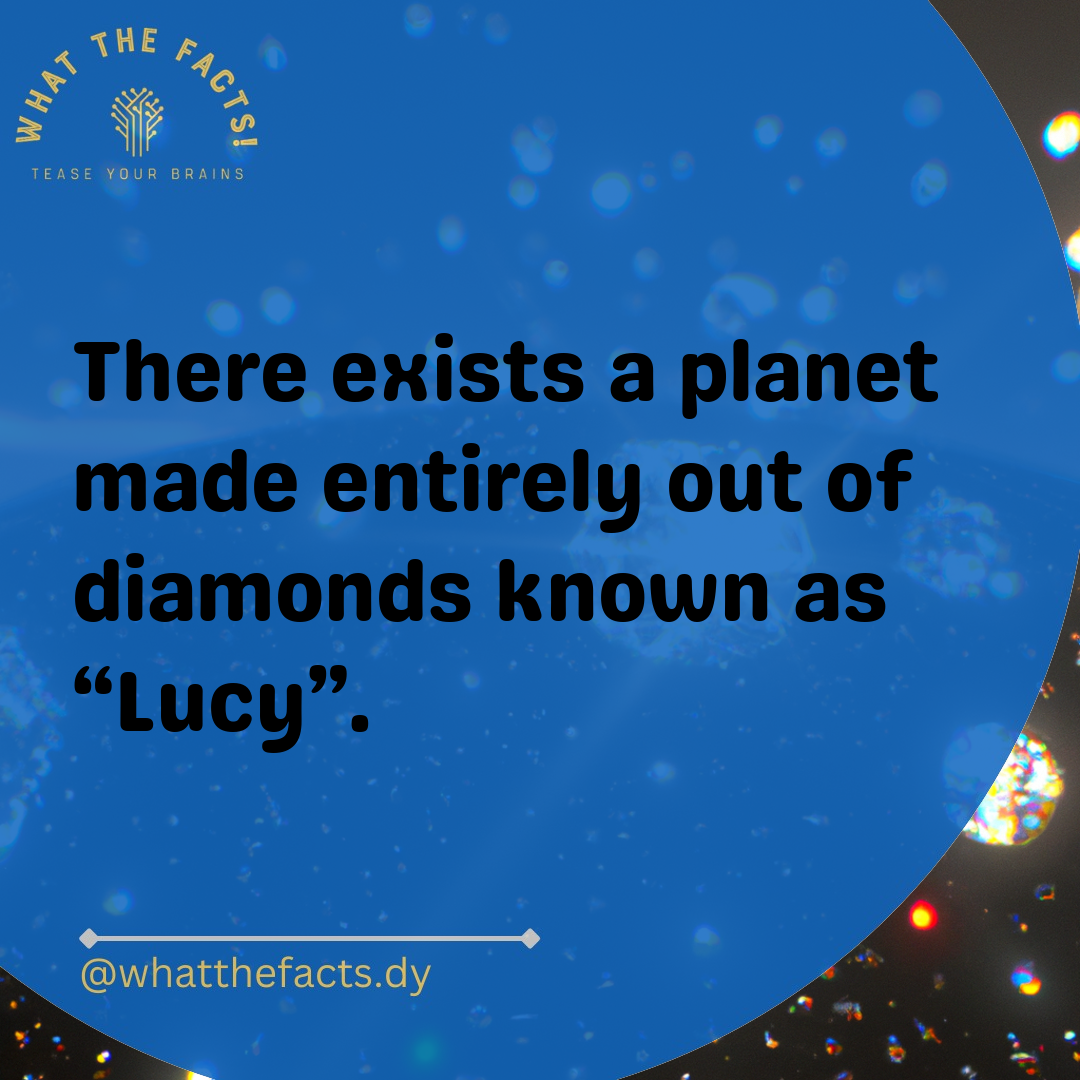 WHAT THE FACTS!
TEASE YOUR BRAINS
There exists a planet
made entirely out of
diamonds known as
“Lucy”.
@whatthefacts.dy